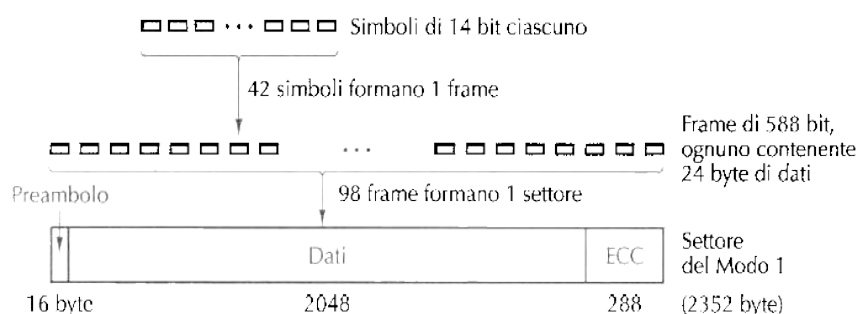 Simboli di 14 bit ciascuno
42 simboli formano 1 frame
Frame di 588 bit,
ognuno contenente
24 byte di dati
Preambolo
98 frame formano 1 settore
Dati
ECC
Settore
del Modo 1
16 byte
2048
288
(2352 byte)